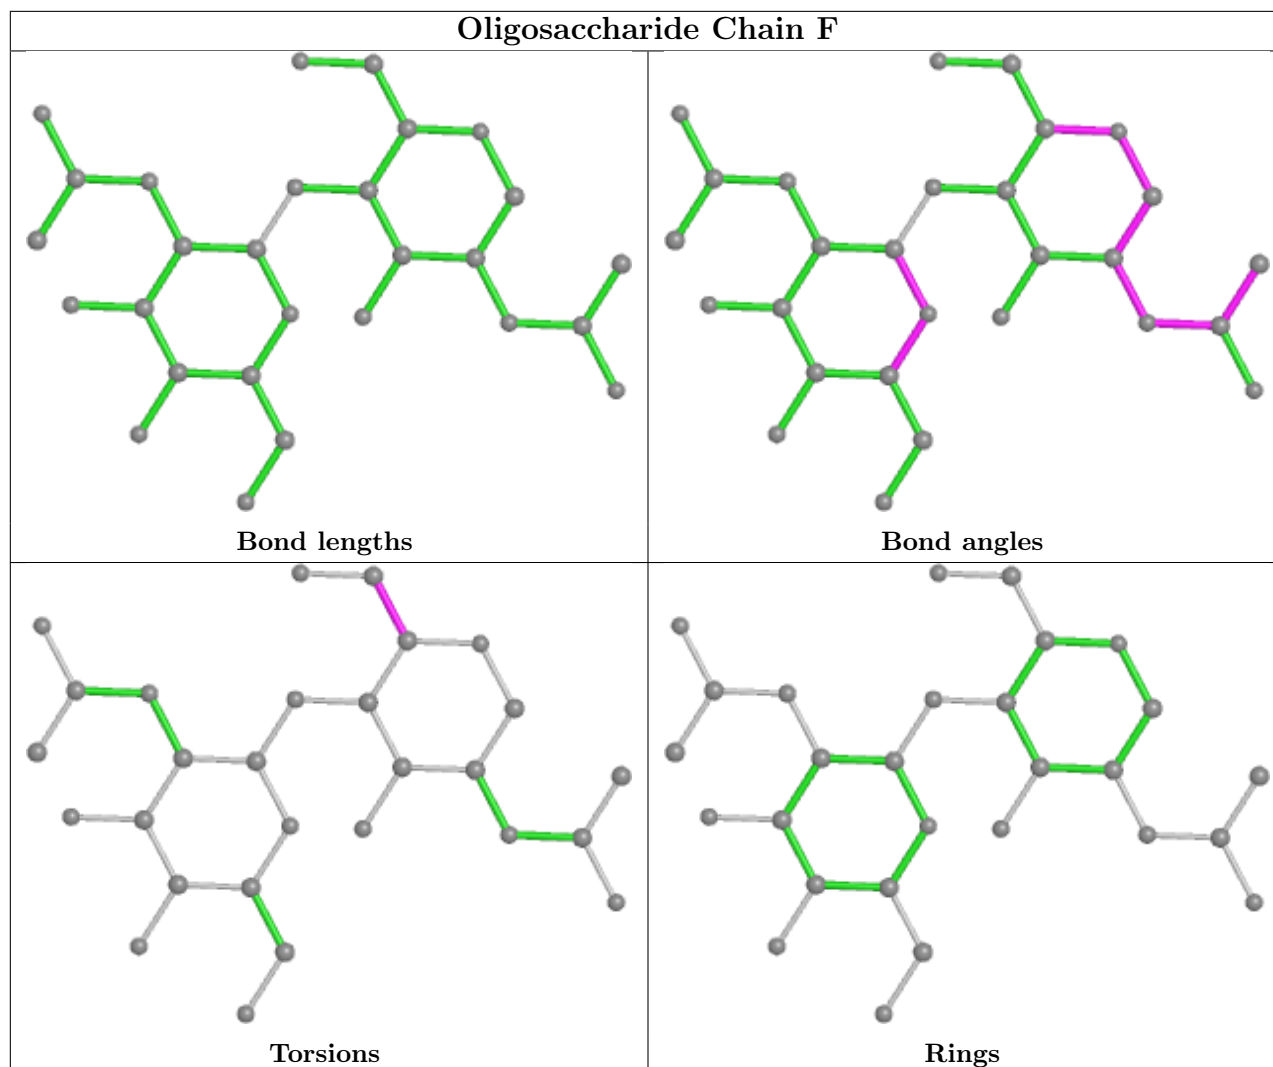 Oligosaccharide Chain F
Bond lengths
Bond angles
Torsions
Rings